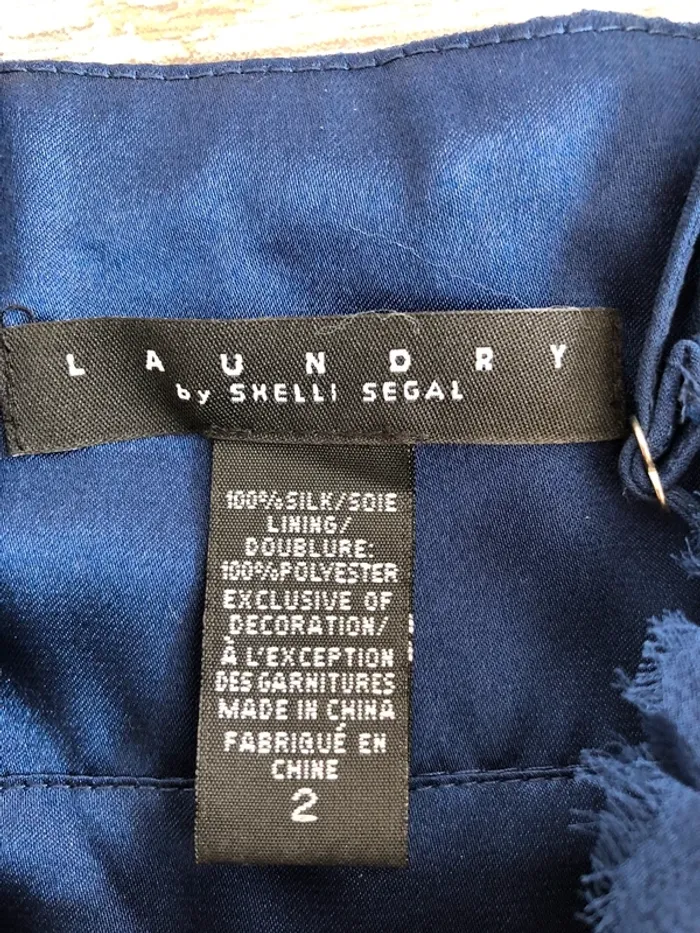 LAUNDRY
by SHELLI SEGAL
100%SILK/SOIE
LINING/
DOUBLURE:
100%POLYESTER
EXCLUSIVE OF
DECORATION/
À L'EXCEPTION
DES GARNITURES
MADE IN CHINA
FABRIQUÉ EN
CHINE
2